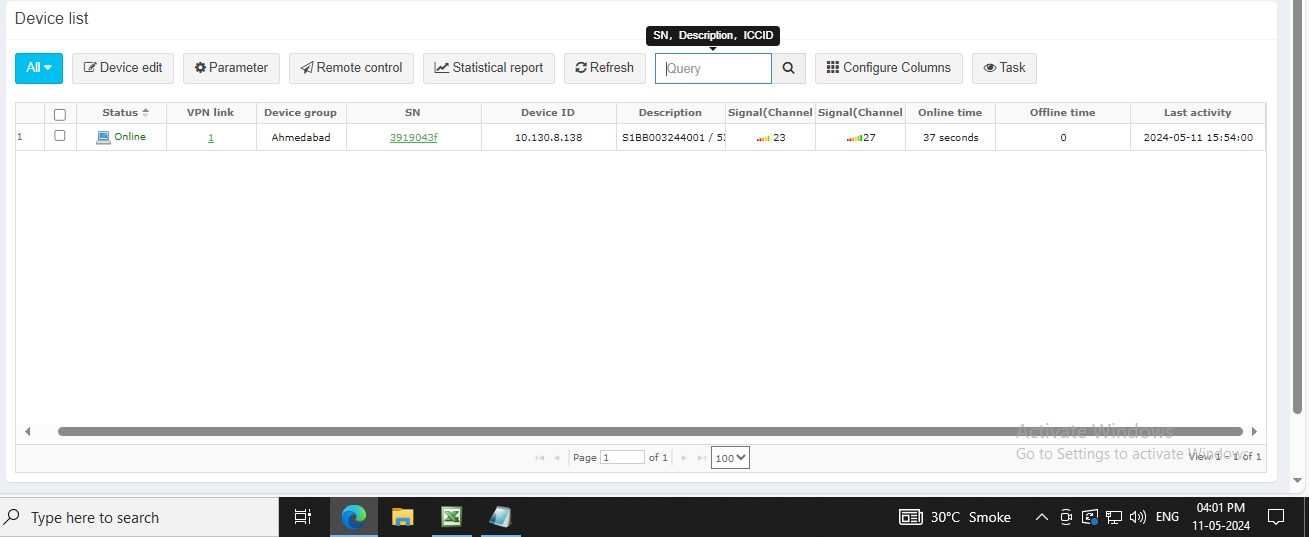 Device list
SN, Description, ICCID
All Device edit Parameter Remote control Statistical report Refresh Query Configure Columns Task
Status VPN link Device group SN Device ID Description Signal(Channel Signal(Channel Online time Offline time Last activity
1 Online 1 Ahmedabad 3919043f 10.130.8.138 S1BB003244001 / 23 27 37 seconds 0 2024-05-11 15:54:00
Activate Windows
Page 1 of 1 100 View 1 - 1 of 1
Go to Settings to activate Windows.
Type here to search 30°C Smoke ENG 04:01 PM
11-05-2024